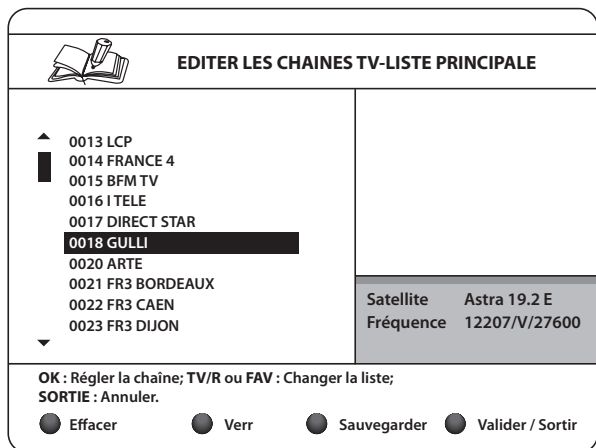 EDITER LES CHAINES TV-LISTE PRINCIPALE
0013 LCP
0014 FRANCE 4
0015 BFM TV
0016 I TELE
0017 DIRECT STAR
0018 GULLI
0020 ARTE
0021 FR3 BORDEAUX
0022 FR3 CAEN
0023 FR3 DIJON
Satellite Astra 19.2 E
Fréquence 12207/V/27600
OK : Régler la chaîne; TV/R ou FAV : Changer la liste;
SORTIE : Annuler.
Effacer Verr Sauvegarder Valider / Sortir